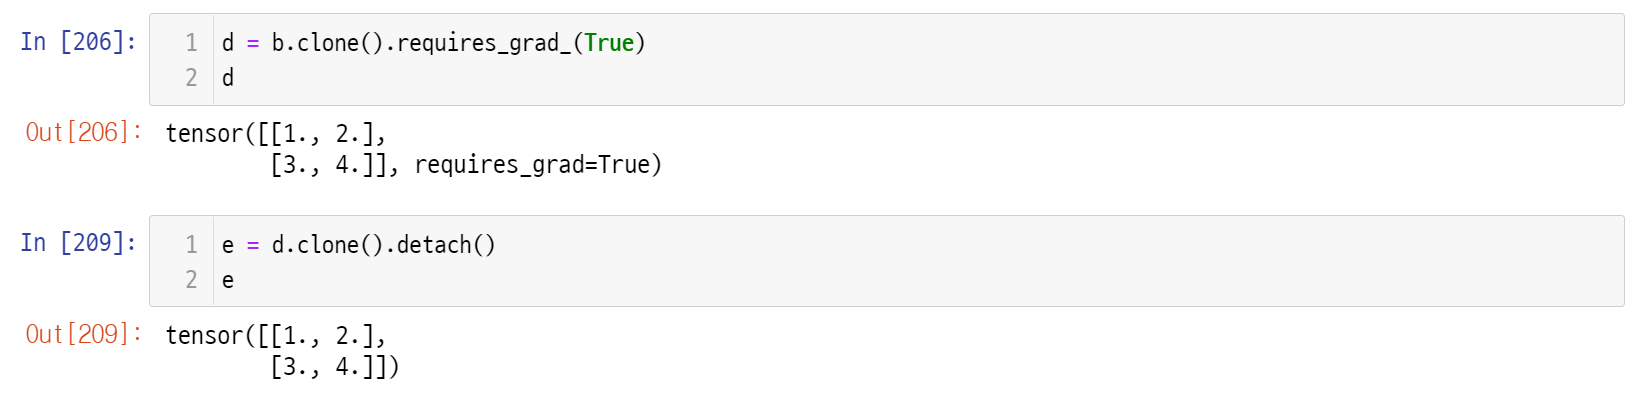 In [206]: 1 d = b.clone().requires_grad_(True)
2 d
Out[206]: tensor([[1., 2.],
[3., 4.]], requires_grad=True)
In [209]: 1 e = d.clone().detach()
2 e
Out[209]: tensor([[1., 2.],
[3., 4.]])